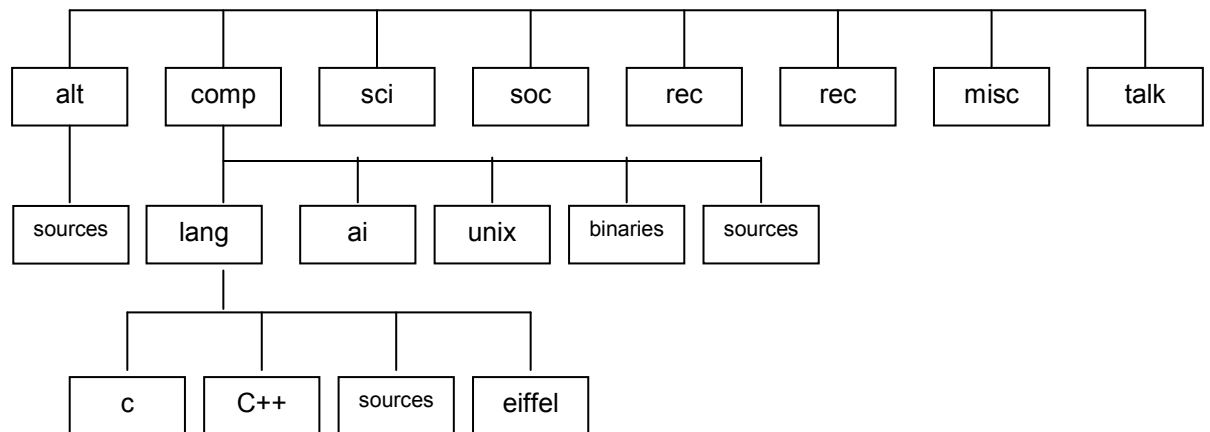 alt comp sci soc rec rec misc talk
sources lang ai unix binaries sources
c C++ sources eiffel